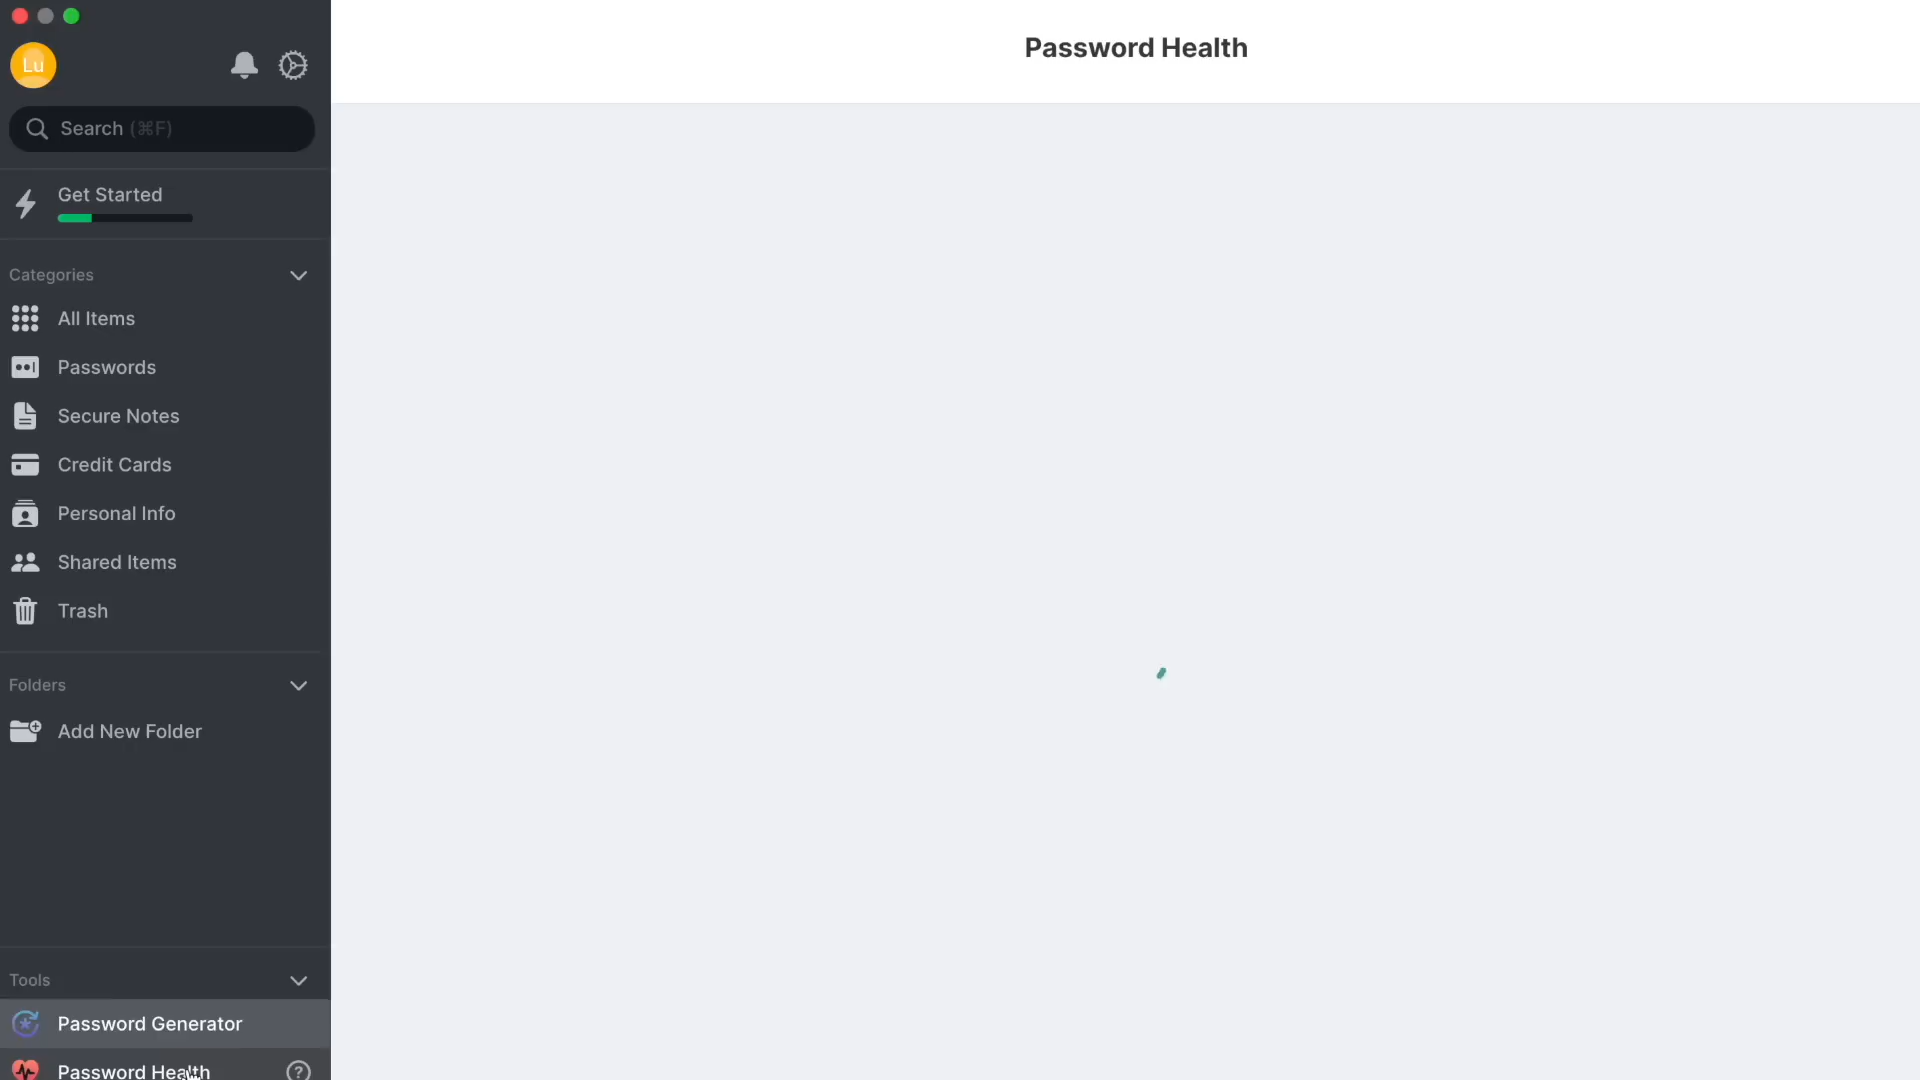 Lu
Search (⌘F)
Get Started
Categories
All Items
Passwords
Secure Notes
Credit Cards
Personal Info
Shared Items
Trash
Folders
Add New Folder
Tools
Password Generator
Password Health
Password Health